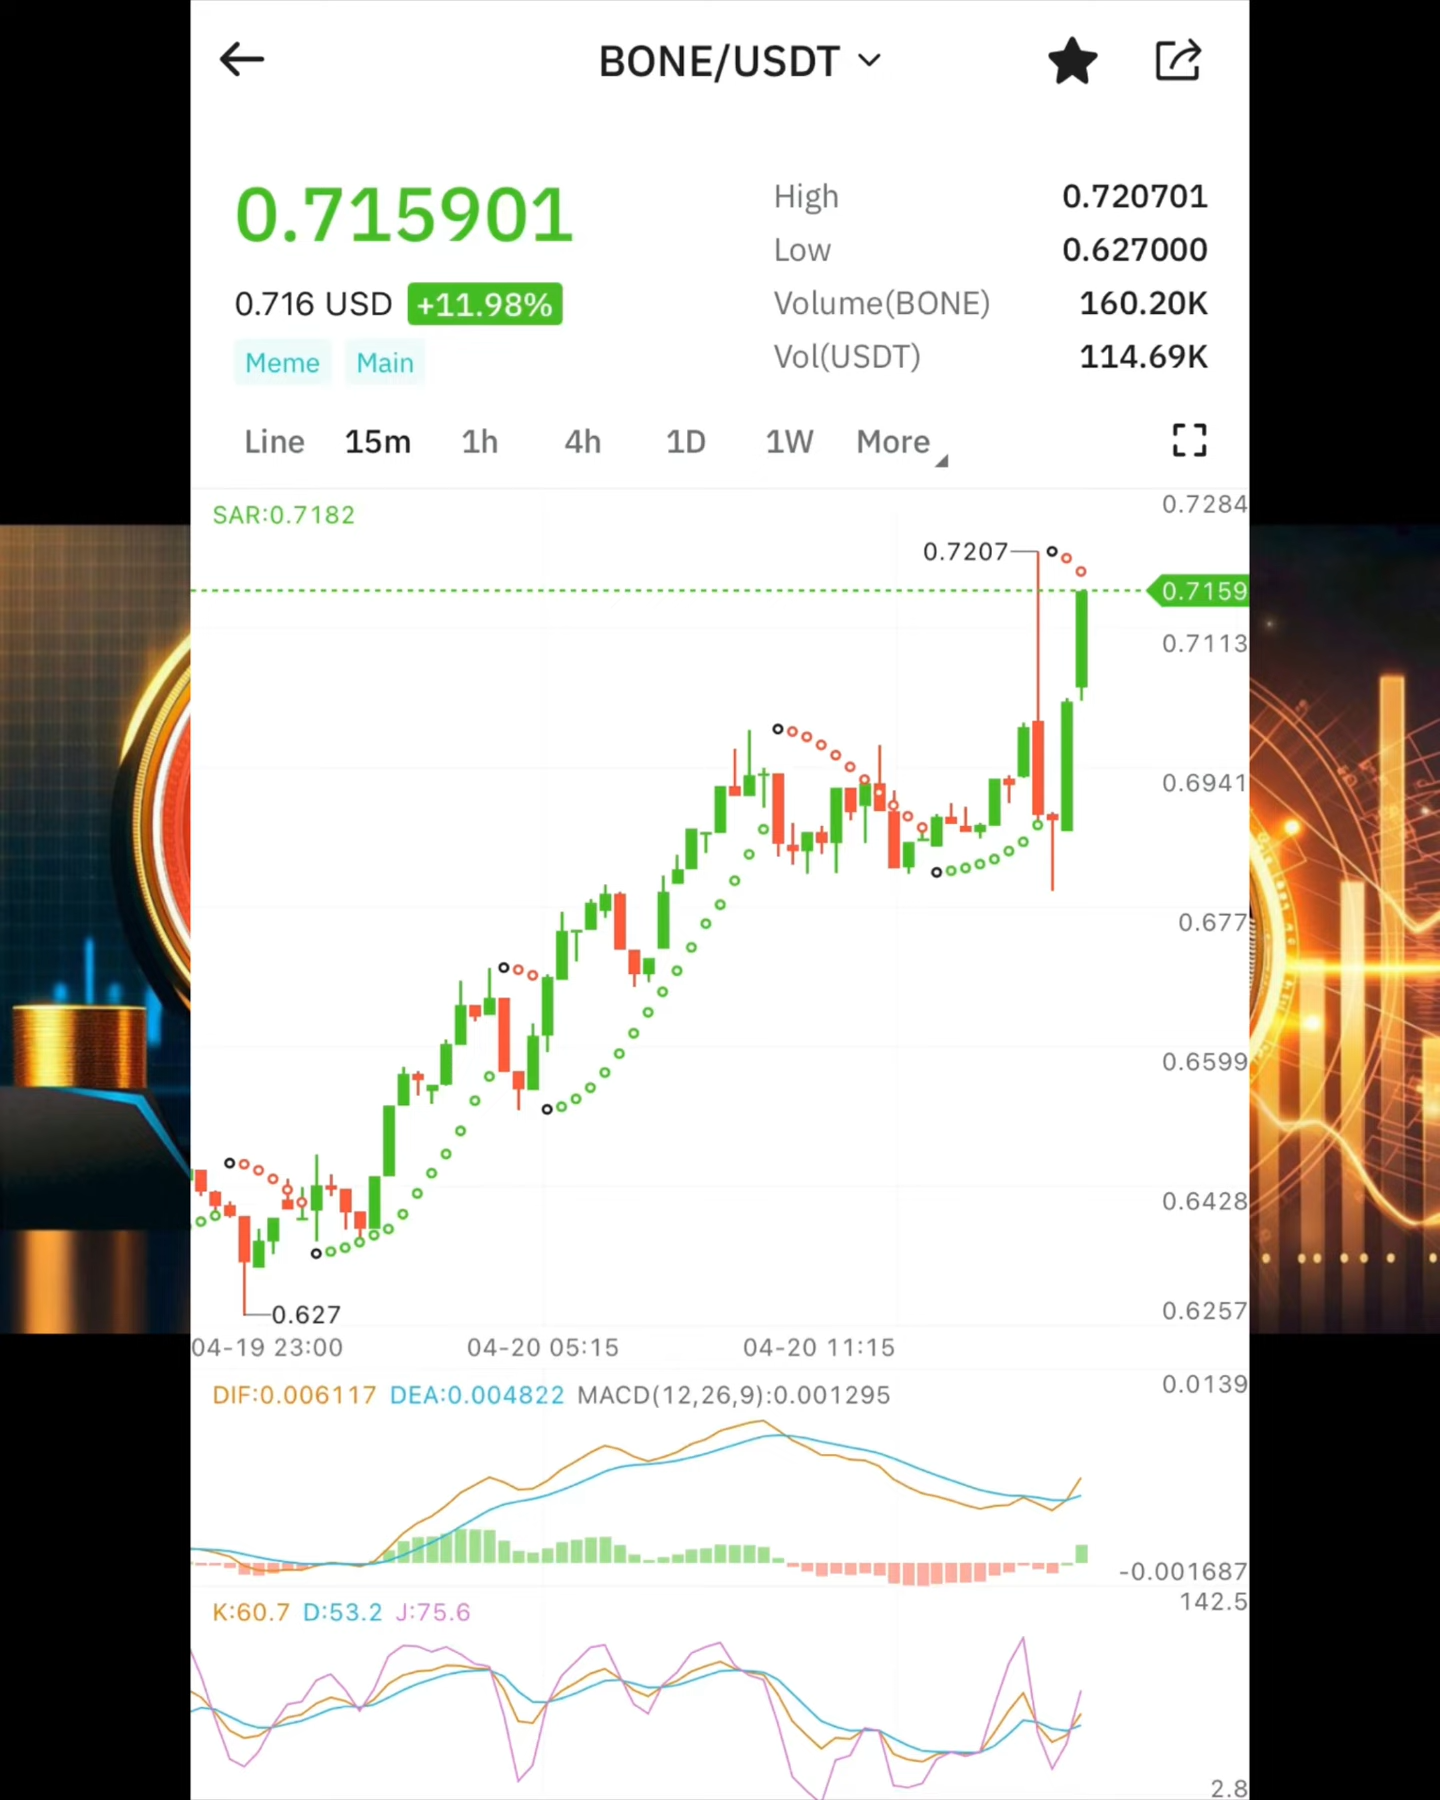 BONE/USDT
0.715901
0.716 USD +11.98%
Meme Main
High 0.720701
Low 0.627000
Volume(BONE) 160.20K
Vol(USDT) 114.69K
Line 15m 1h 4h 1D 1W More
SAR:0.7182
0.7284
0.7207
0.7159
0.7113
0.6941
0.677
0.6599
0.6428
0.627
0.6257
04-19 23:00 04-20 05:15 04-20 11:15
DIF:0.006117 DEA:0.004822 MACD(12,26,9):0.001295
0.0139
-0.001687
K:60.7 D:53.2 J:75.6
142.5
2.8